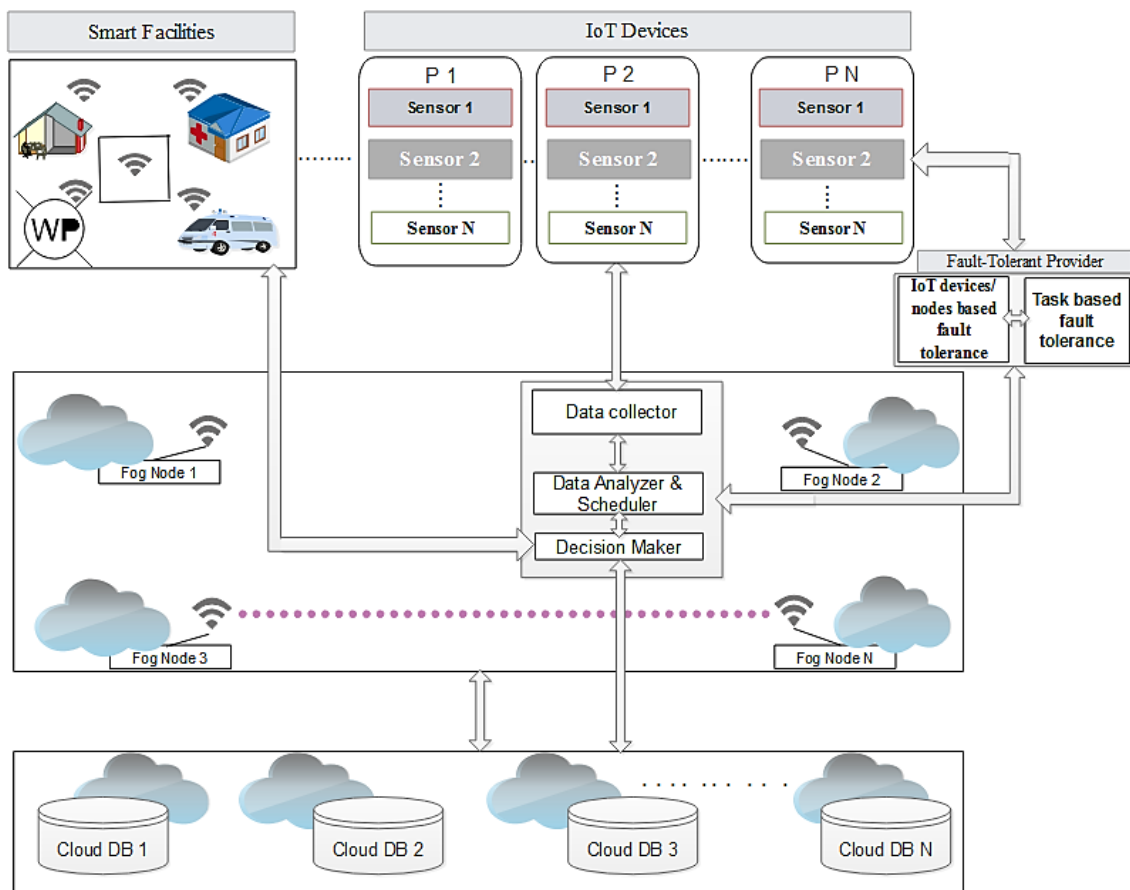 Smart Facilities
IoT Devices
P 1
Sensor 1
Sensor 2
Sensor N
P 2
Sensor 1
Sensor 2
Sensor N
P N
Sensor 1
Sensor 2
Sensor N
WP
Fault-Tolerant Provider
IoT devices/
nodes based
fault
tolerance
Task based
fault
tolerance
Data collector
Data Analyzer &
Scheduler
Decision Maker
Fog Node 1
Fog Node 2
Fog Node 3
Fog Node N
Cloud DB 1
Cloud DB 2
Cloud DB 3
Cloud DB N